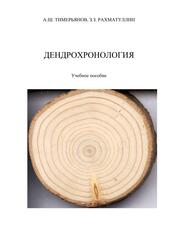 А.Ш. ТИМЕРЬЯНОВ, З.З. РАХМАТУЛЛИН
ДЕНДРОХРОНОЛОГИЯ
Учебное пособие